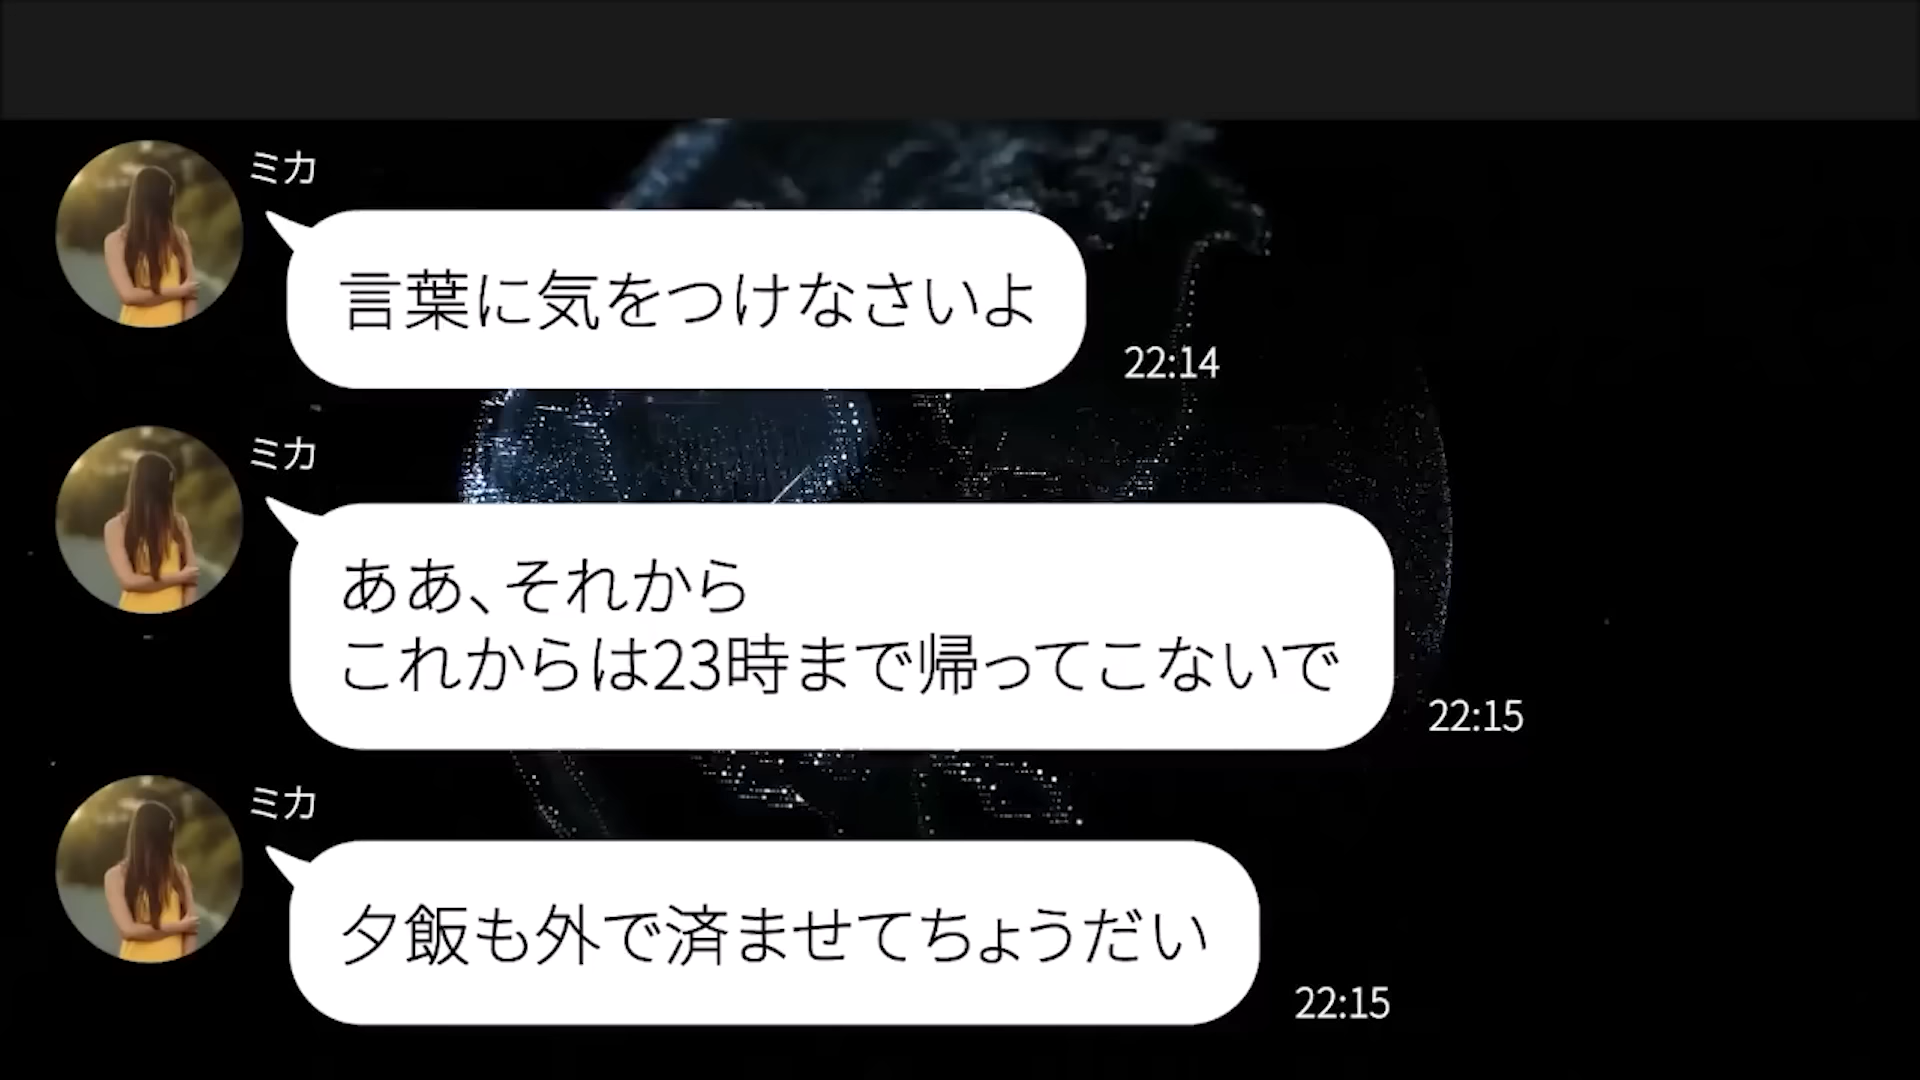 ミカ
言葉に気をつけなさいよ
22:14
ミカ
ああ、それから
これからは23時まで帰ってこないで
22:15
ミカ
夕飯も外で済ませてちょうだい
22:15